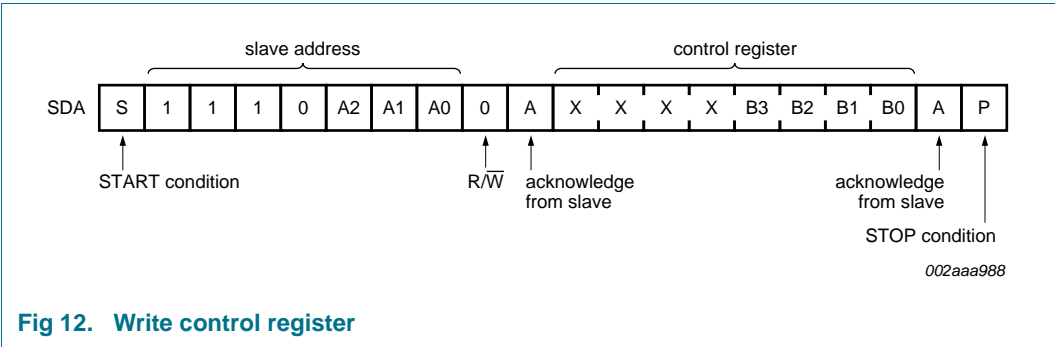 slave address control register
SDA S 1 1 1 0 A2 A1 A0 0 A X X X X B3 B2 B1 B0 A P
START condition R/W̅ acknowledge from slave acknowledge from slave
STOP condition
002aaa988
Fig 12. Write control register